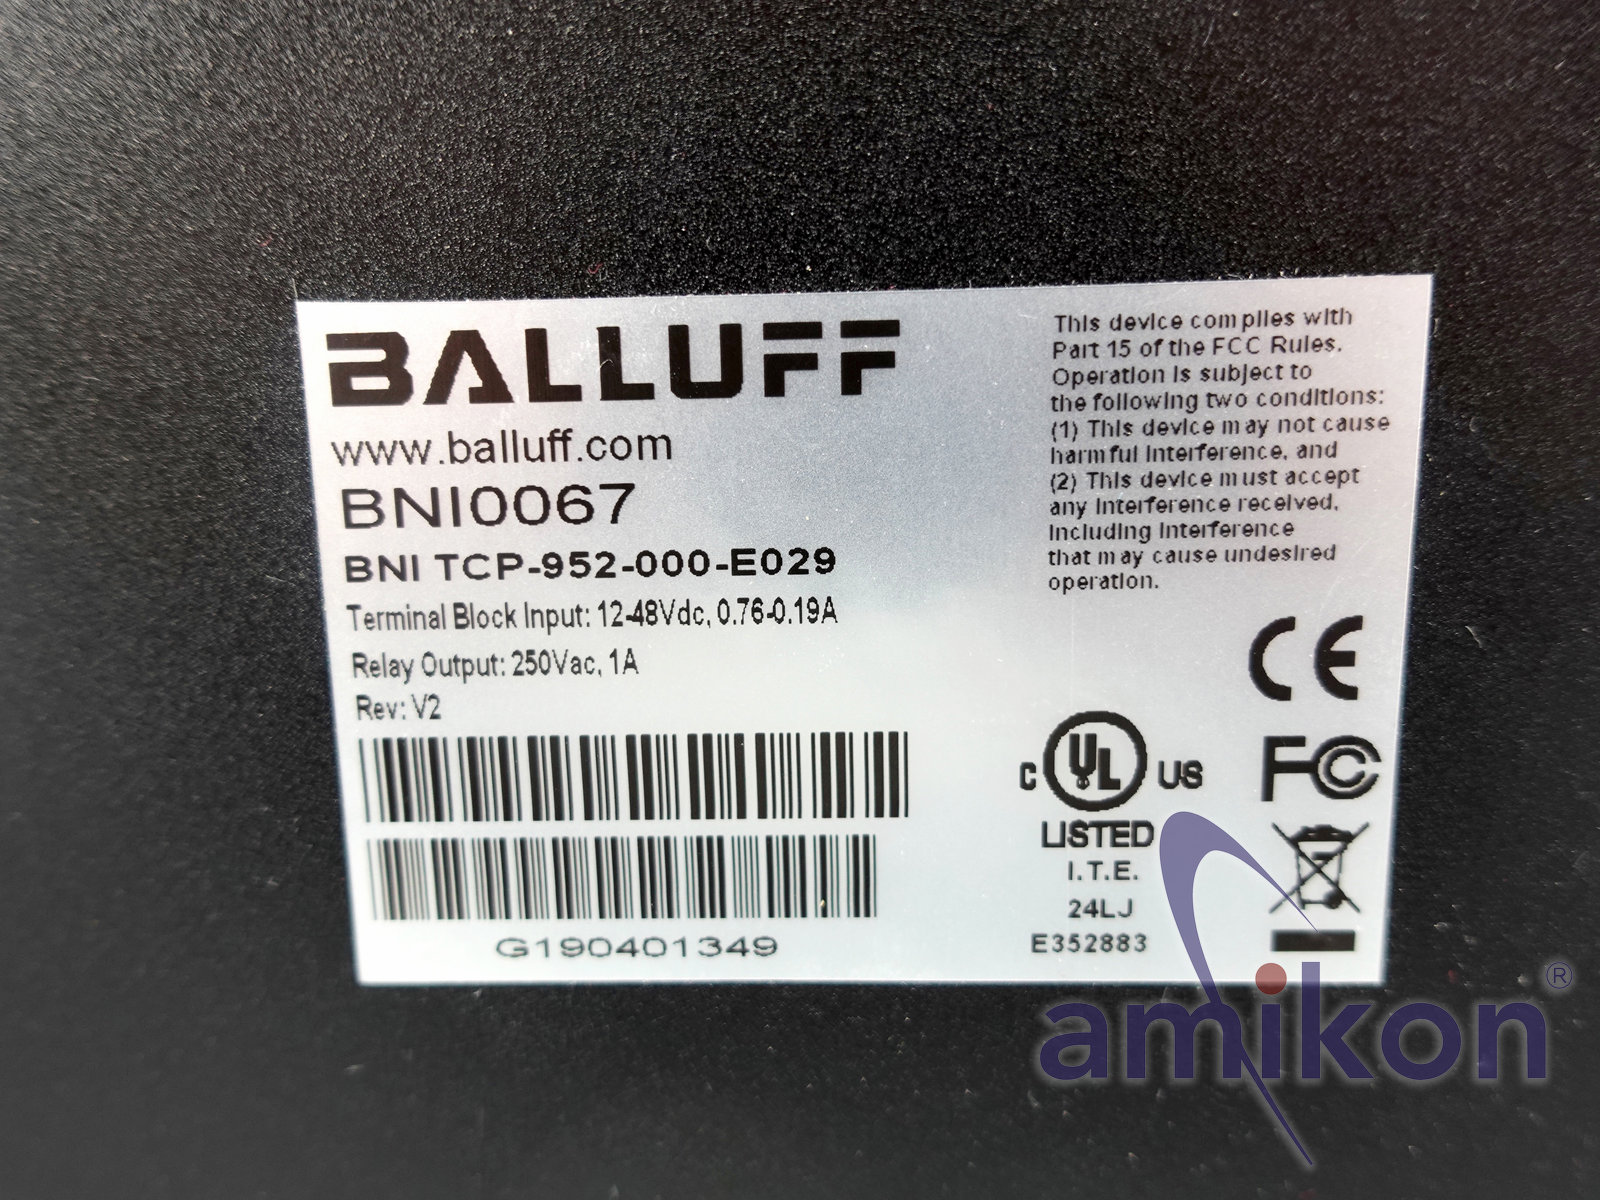 BALLUFF
www.balluff.com
BNI0067
BNI TCP-952-000-E029
Terminal Block Input: 12-48Vdc, 0.76-0.19A
Relay Output: 250Vac, 1A
Rev: V2
G190401349
This device complies with
Part 15 of the FCC Rules.
Operation is subject to
the following two conditions:
(1) This device may not cause
harmful interference, and
(2) This device must accept
any interference received,
including interference
that may cause undesired
operation.
CE
C UL US
LISTED
I.T.E.
24LJ
E352883
FC
amikon®